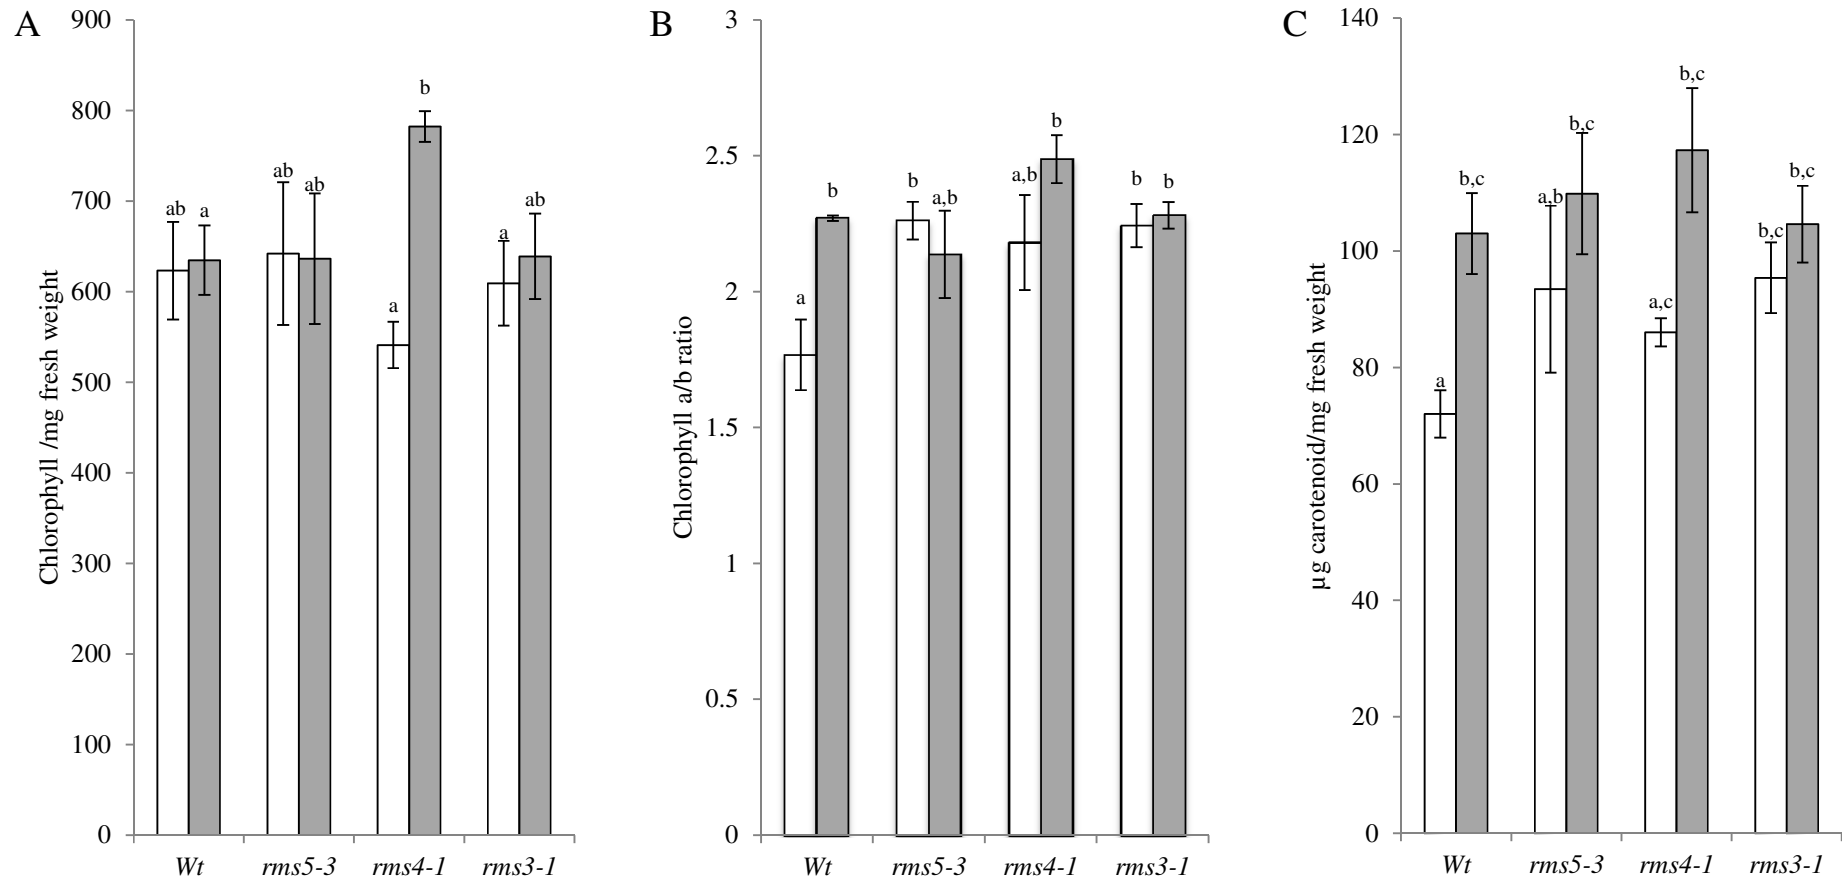 A
Chlorophyll /mg fresh weight
900
800
700
600
500
400
300
200
100
0
ab
a
ab
ab
a
b
a
ab
Wt
rms5-3
rms4-1
rms3-1
B
Chlorophyll a/b ratio
3
2.5
2
1.5
1
0.5
0
a
b
b
a,b
a,b
b
b
b
Wt
rms5-3
rms4-1
rms3-1
C
µg carotenoid/mg fresh weight
140
120
100
80
60
40
20
0
a
b,c
a,b
b,c
a,c
b,c
b,c
b,c
Wt
rms5-3
rms4-1
rms3-1